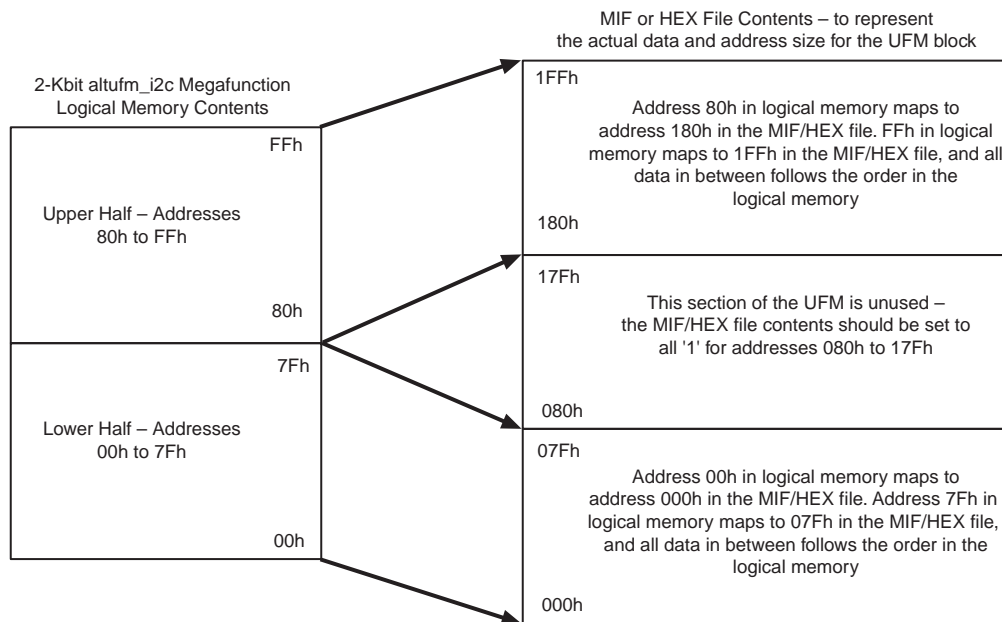 2-Kbit altufm_i2c Megafunction
Logical Memory Contents
FFh
Upper Half – Addresses
80h to FFh
80h
7Fh
Lower Half – Addresses
00h to 7Fh
00h
MIF or HEX File Contents – to represent
the actual data and address size for the UFM block
1FFh
Address 80h in logical memory maps to
address 180h in the MIF/HEX file. FFh in logical
memory maps to 1FFh in the MIF/HEX file, and all
data in between follows the order in the
logical memory
180h
17Fh
This section of the UFM is unused –
the MIF/HEX file contents should be set to
all '1' for addresses 080h to 17Fh
080h
07Fh
Address 00h in logical memory maps to
address 000h in the MIF/HEX file. Address 7Fh in
logical memory maps to 07Fh in the MIF/HEX file,
and all data in between follows the order in the
logical memory
000h